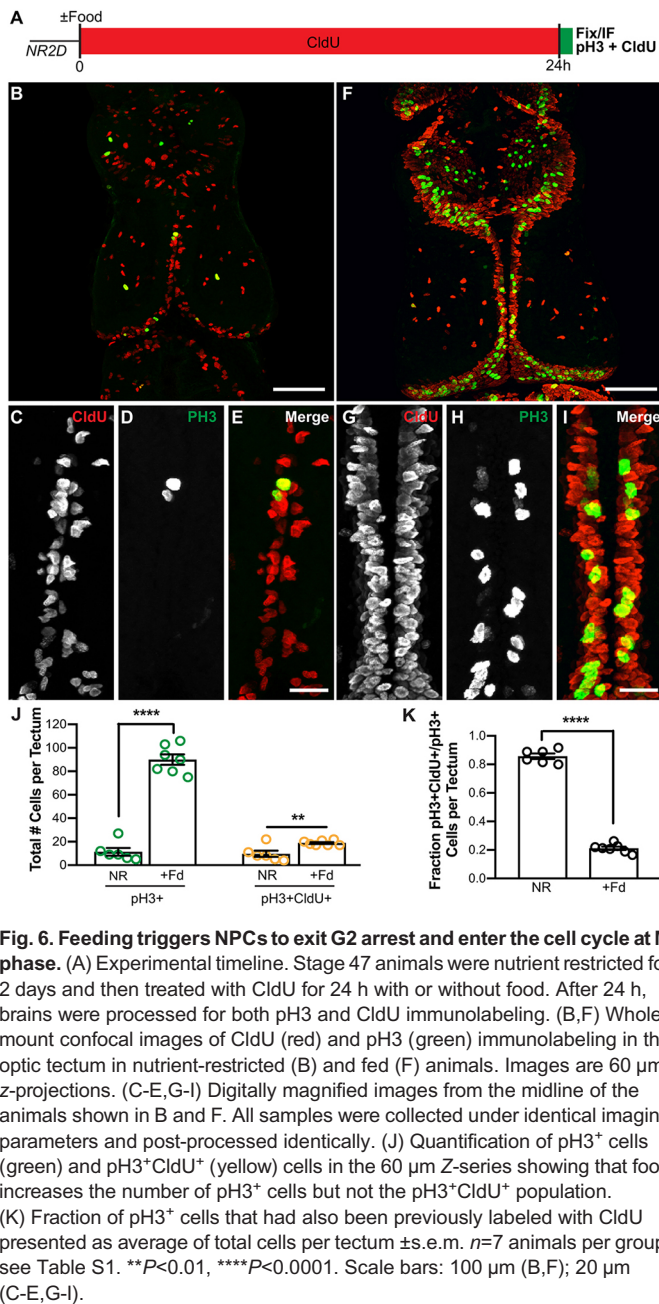 A
±Food
NR2D
CldU
Fix/IF
pH3 + CldU
0
24h
B
F
C
CldU
D
PH3
E
Merge
G
CldU
H
PH3
I
Merge
J
Total # Cells per Tectum
120
100
80
60
40
20
0
****
**
NR
+Fd
NR
+Fd
pH3+
pH3+CldU+
K
Fraction pH3+CldU+/pH3+
Cells per Tectum
1.0
0.8
0.6
0.4
0.2
0.0
****
NR
+Fd
Fig. 6. Feeding triggers NPCs to exit G2 arrest and enter the cell cycle at
phase. (A) Experimental timeline. Stage 47 animals were nutrient restricted
2 days and then treated with CldU for 24 h with or without food. After 24 h,
brains were processed for both pH3 and CldU immunolabeling. (B,F) Whole
mount confocal images of CldU (red) and pH3 (green) immunolabeling in
optic tectum in nutrient-restricted (B) and fed (F) animals. Images are 60 μm
z-projections. (C-E,G-I) Digitally magnified images from the midline of the
animals shown in B and F. All samples were collected under identical
parameters and post-processed identically. (J) Quantification of pH3⁺ cells
(green) and pH3⁺CldU⁺ (yellow) cells in the 60 μm Z-series showing that
increases the number of pH3⁺ cells but not the pH3⁺CldU⁺ population.
(K) Fraction of pH3⁺ cells that had also been previously labeled with CldU
presented as average of total cells per tectum ±s.e.m. n=7 animals per group
see Table S1. **P<0.01, ****P<0.0001. Scale bars: 100 μm (B,F); 20 μm
(C-E,G-I).